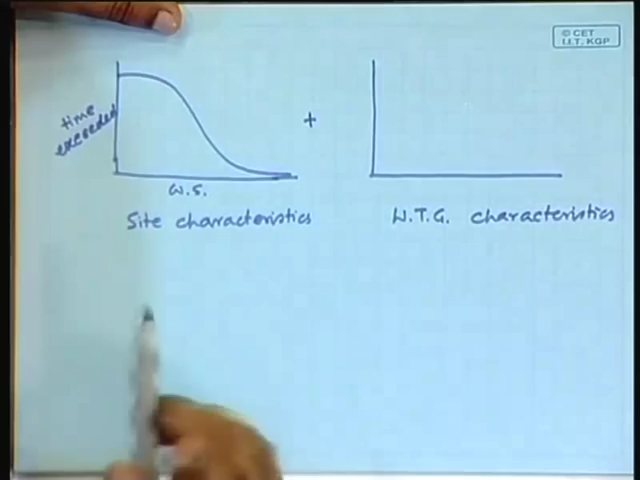 © CET
I.I.T. KGP
time
exceeded
+
W.S.
Site characteristics
W.T.G. characteristics